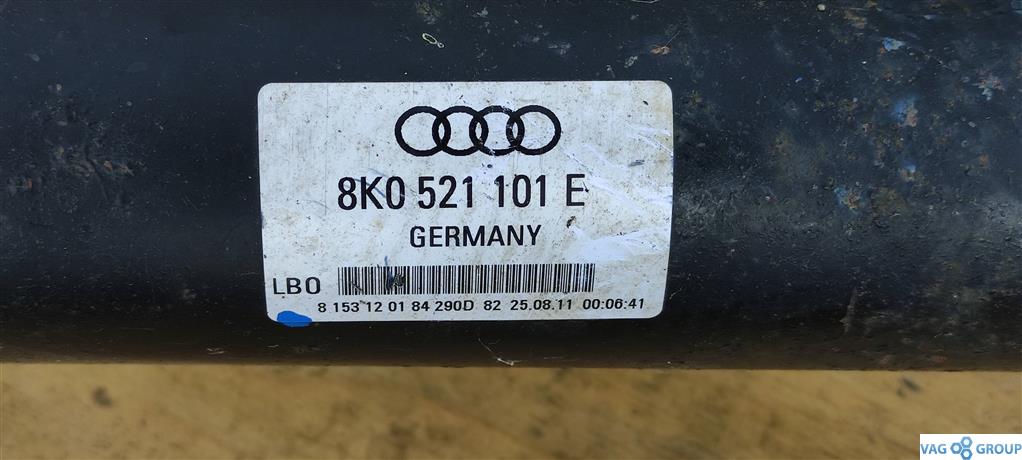 8K0 521 101 E
GERMANY
LBO
8 153 12 01 84 290D 82 25.08.11 00:06:41
VAG GROUP